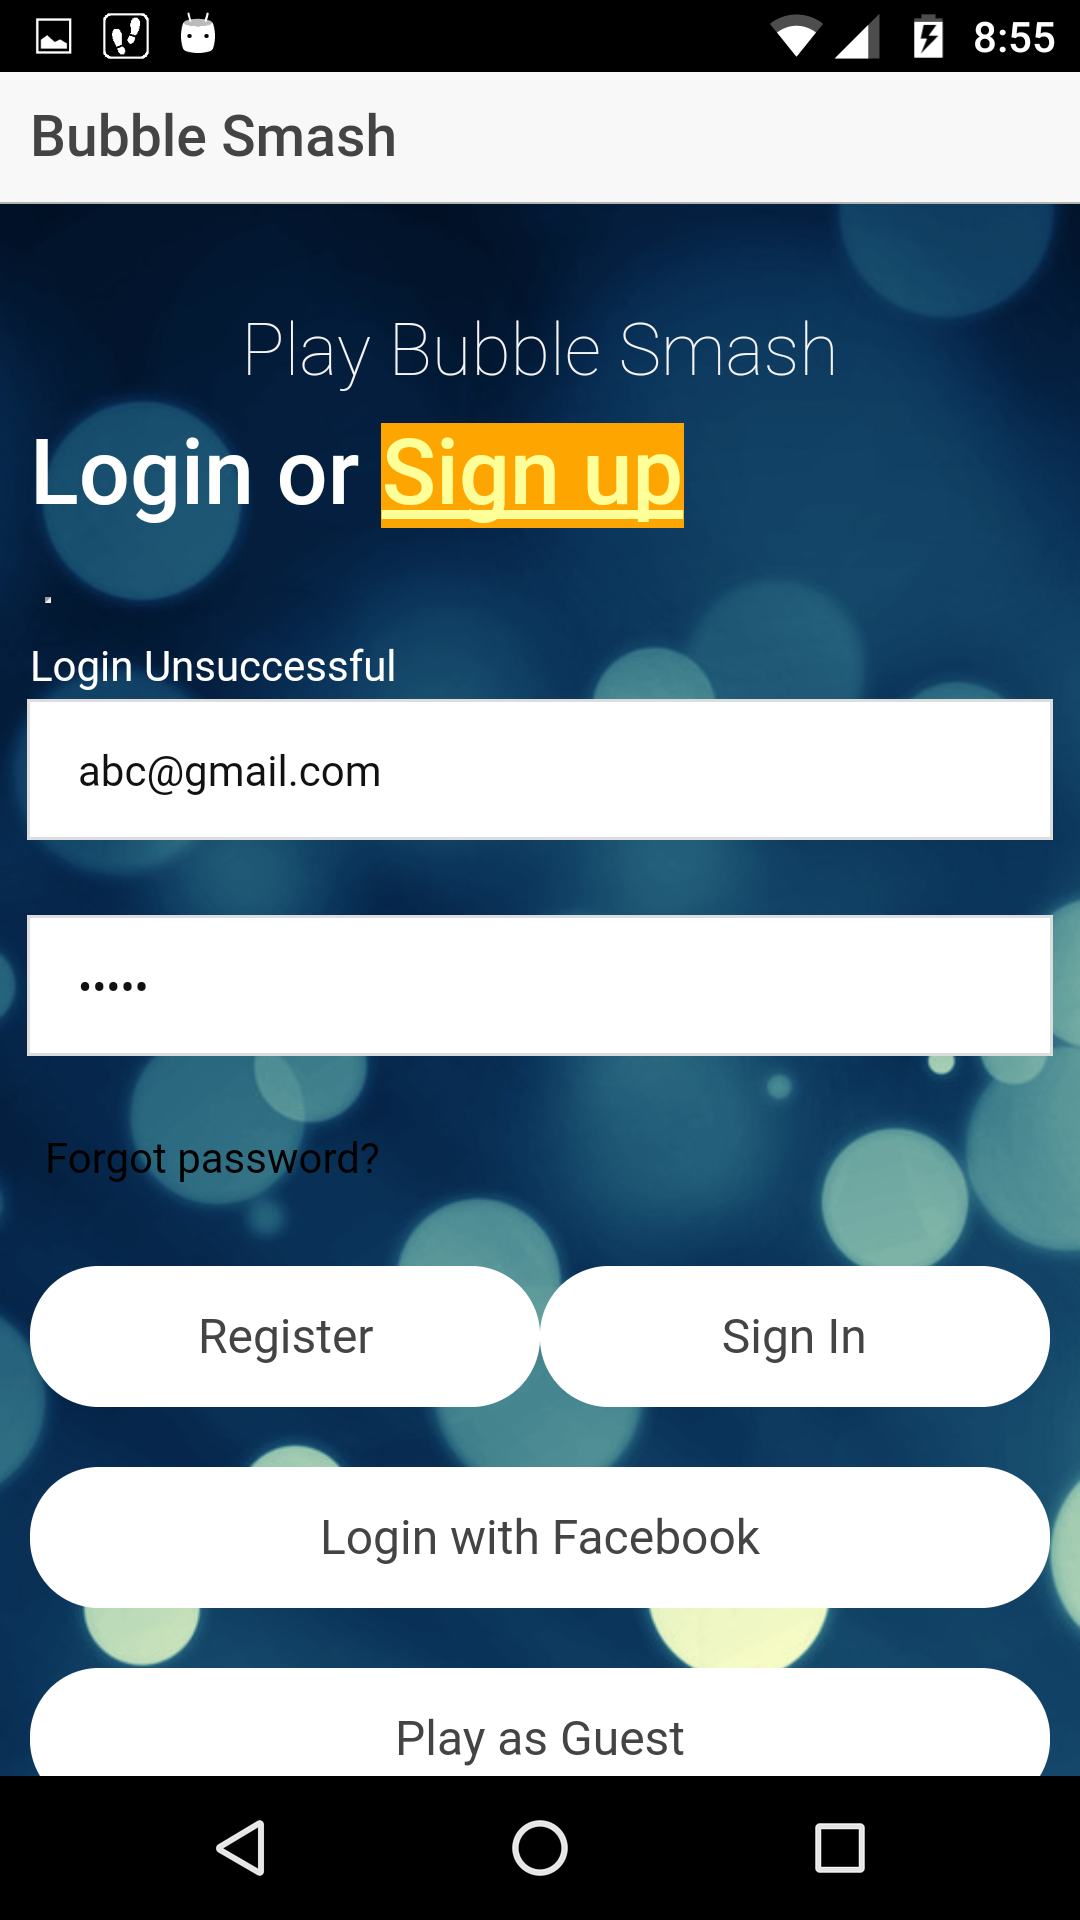 8:55
Bubble Smash
Play Bubble Smash
Login or Sign up
Login Unsuccessful
abc@gmail.com
•••••
Forgot password?
Register Sign In
Login with Facebook
Play as Guest